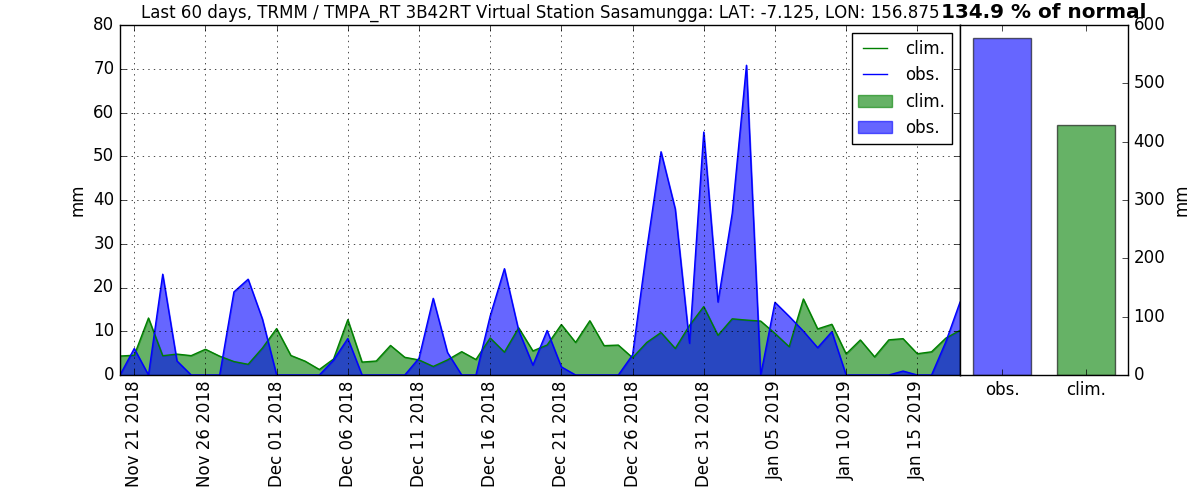 Last 60 days, TRMM / TMPA_RT 3B42RT Virtual Station Sasamungga: LAT: -7.125, LON: 156.875
134.9 % of normal
clim.
obs.
clim.
obs.
mm
80
70
60
50
40
30
20
10
0
Nov 21 2018
Nov 26 2018
Dec 01 2018
Dec 06 2018
Dec 11 2018
Dec 16 2018
Dec 21 2018
Dec 26 2018
Dec 31 2018
Jan 05 2019
Jan 10 2019
Jan 15 2019
600
500
400
300
200
100
0
mm
obs.
clim.